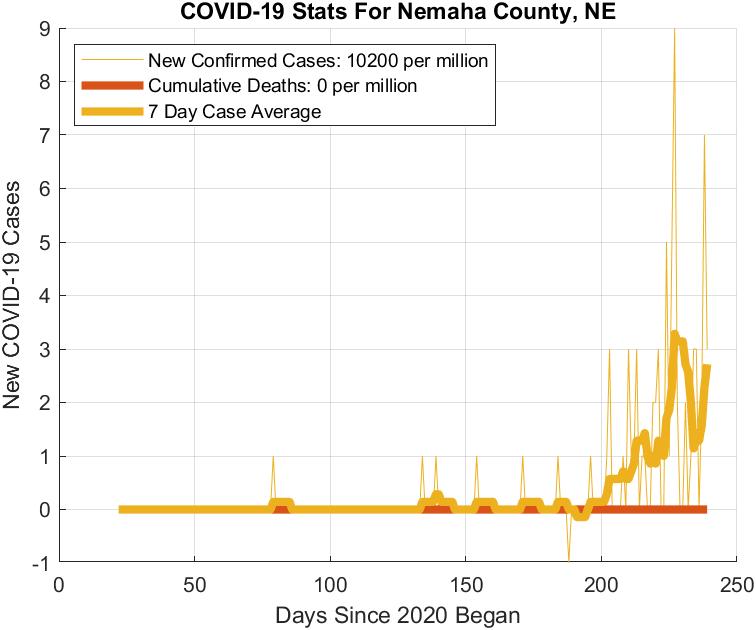 COVID-19 Stats For Nemaha County, NE
New Confirmed Cases: 10200 per million
Cumulative Deaths: 0 per million
7 Day Case Average
New COVID-19 Cases
9
8
7
6
5
4
3
2
1
0
-1
0 50 100 150 200 250
Days Since 2020 Began